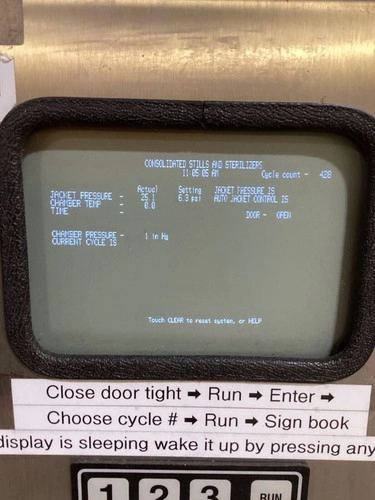 CONSOLIDATED STILLS AND STERILIZERS
11:05:05 AM Cycle count - 428
Actual Setting JACKET PRESSURE IS
JACKET PRESSURE - 25.1 6.3 psi AUTO JACKET CONTROL IS
CHAMBER TEMP - 0.0
TIME - DOOR - OPEN
CHAMBER PRESSURE - 1 in Hg
CURRENT CYCLE IS
Touch CLEAR to reset system, or HELP
Close door tight ➡ Run ➡ Enter ➡
Choose cycle # ➡ Run ➡ Sign book
display is sleeping wake it up by pressing any
1 2 3 RUN